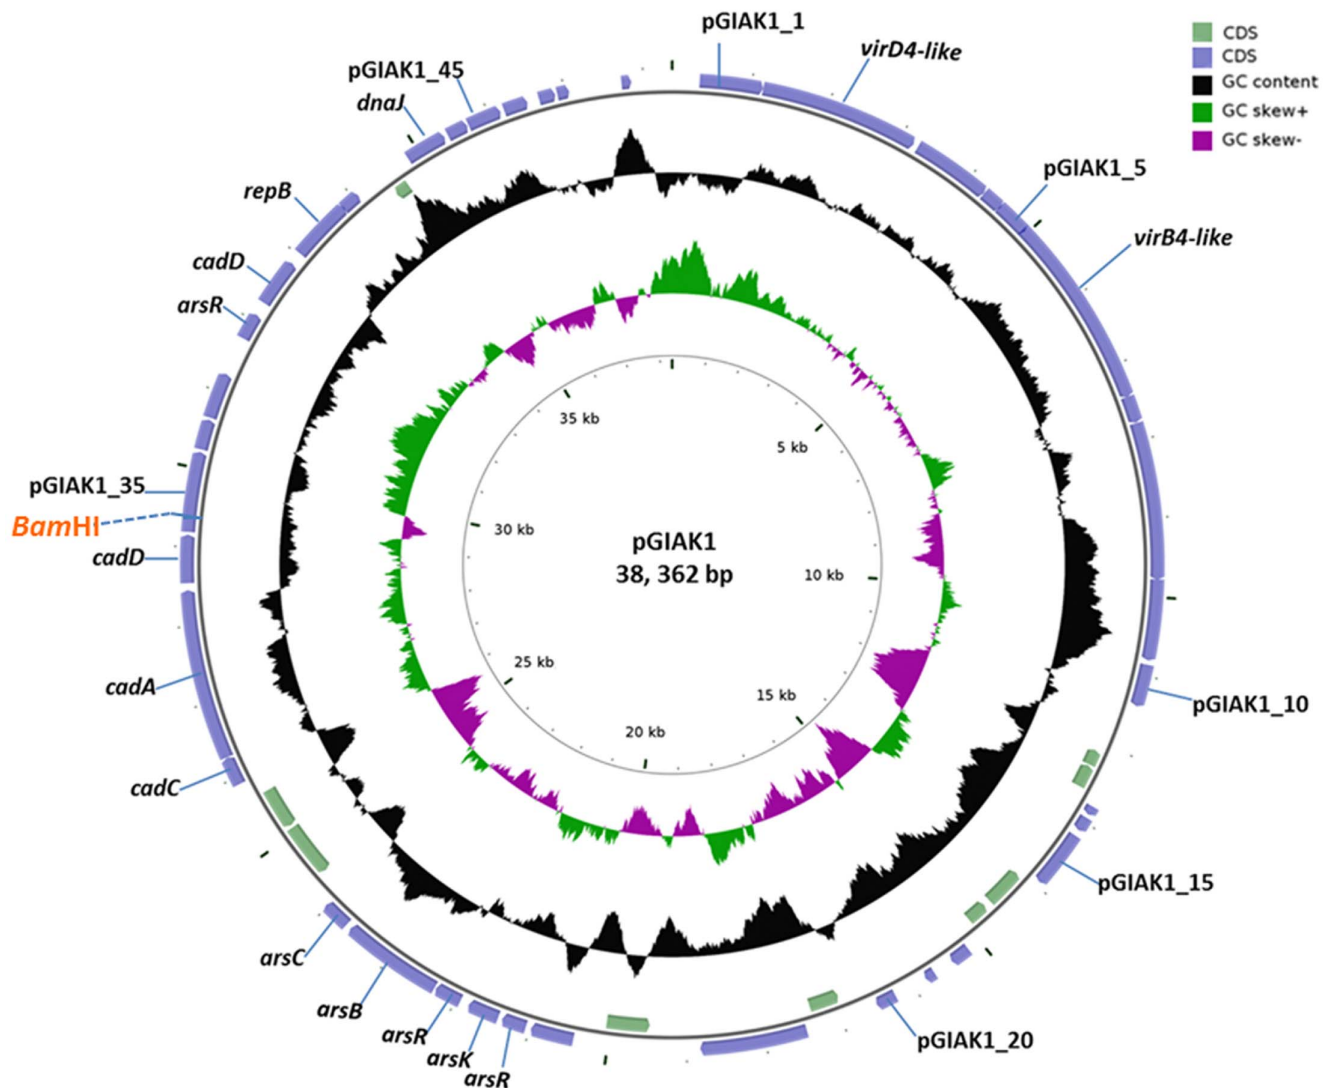 pGIAK1_1
virD4-like
CDS
CDS
GC content
GC skew+
GC skew-
pGIAK1_45
dnaJ
pGIAK1_5
repB
virB4-like
cadD
arsR
35 kb
5 kb
pGIAK1_35
BamHI
30 kb
pGIAK1
38, 362 bp
cadD
10 kb
25 kb
cadA
15 kb
pGIAK1_10
20 kb
cadC
pGIAK1_15
arsC
arsB
arsR
pGIAK1_20
arsK
arsR